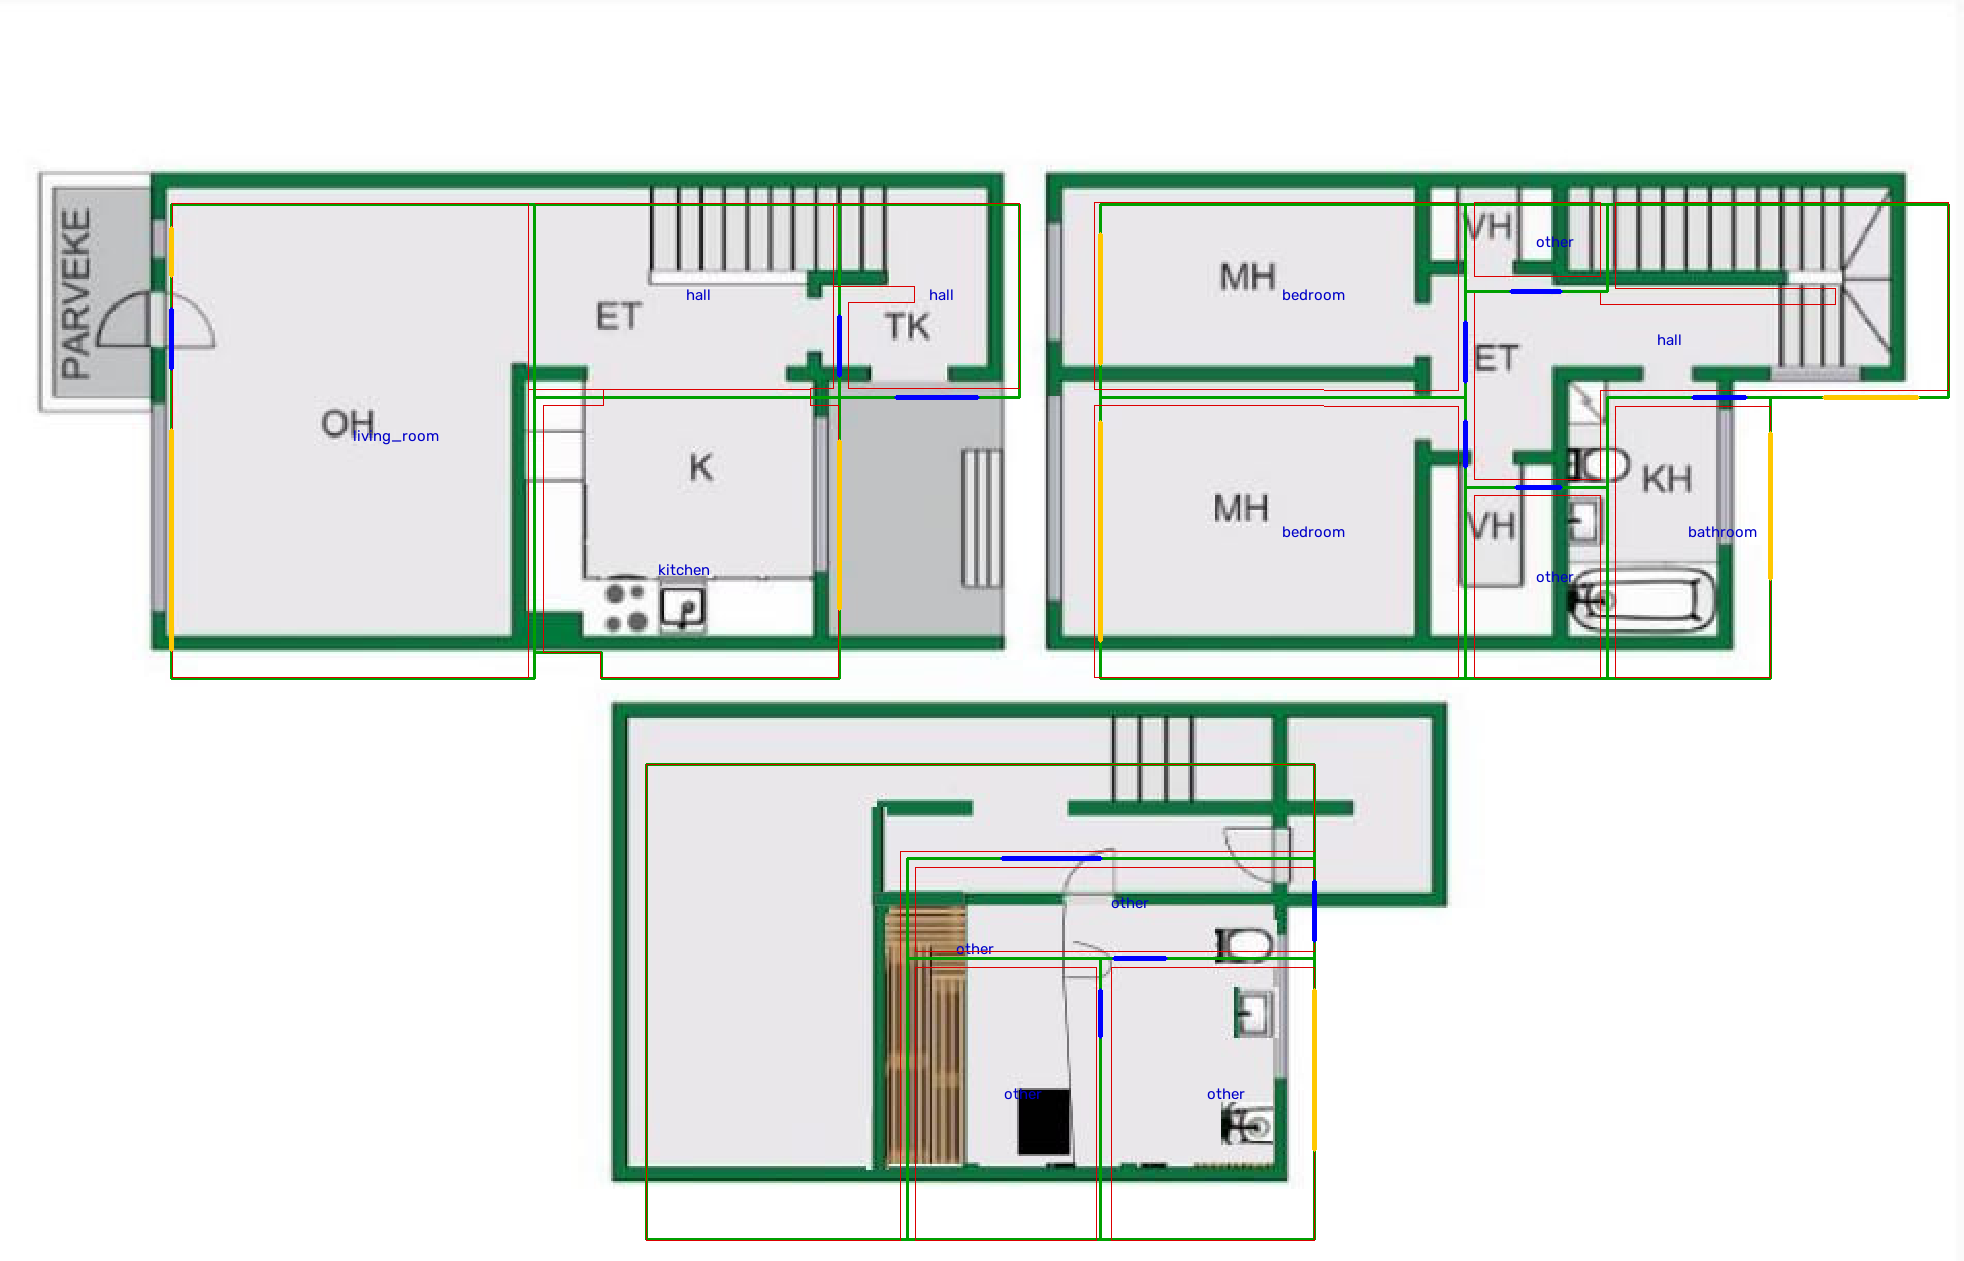 PARVEKE
OH
living_room
ET
hall
hall
TK
K
kitchen
MH
bedroom
VH
other
ET
hall
MH
bedroom
VH
other
KH
bathroom
other
other
other
other